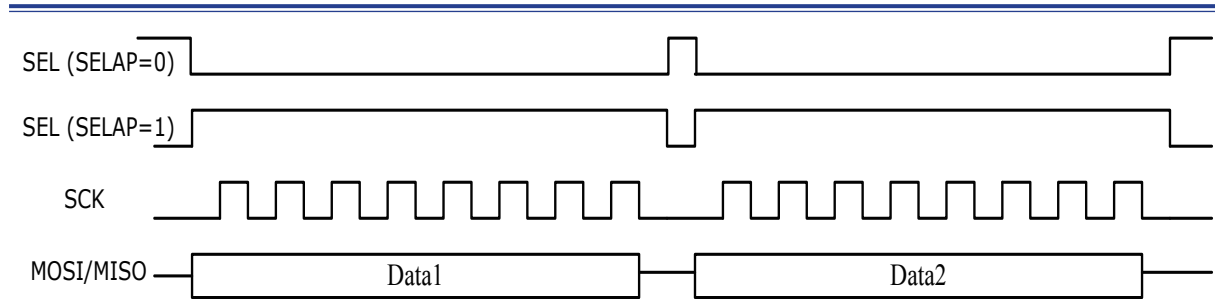 SEL (SELAP=0)
SEL (SELAP=1)
SCK
MOSI/MISO
Data1
Data2